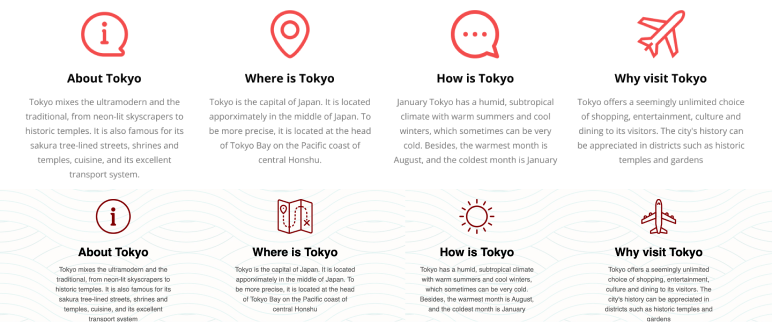 About Tokyo
Tokyo mixes the ultramodern and the
traditional, from neon-lit skyscrapers to
historic temples. It is also famous for its
sakura tree-lined streets, shrines and
temples, cuisine, and its excellent
transport system.
Where is Tokyo
Tokyo is the capital of Japan. It is located
apporximately in the middle of Japan. To
be more precise, it is located at the head
of Tokyo Bay on the Pacific coast of
central Honshu.
How is Tokyo
January Tokyo has a humid, subtropical
climate with warm summers and cool
winters, which sometimes can be very
cold. Besides, the warmest month is
August, and the coldest month is January
Why visit Tokyo
Tokyo offers a seemingly unlimited choice
of shopping, entertainment, culture and
dining to its visitors. The city's history can
be appreciated in districts such as historic
temples and gardens
About Tokyo
Tokyo mixes the ultramodern and the
traditional, from neon-lit skyscrapers to
historic temples. It is also famous for its
sakura tree-lined streets, shrines and
temples, cuisine, and its excellent
transport system
Where is Tokyo
Tokyo is the capital of Japan. It is located
apporximately in the middle of Japan. To
be more precise, it is located at the head
of Tokyo Bay on the Pacific coast of
central Honshu
How is Tokyo
Tokyo has a humid, subtropical climate
with warm summers and cool winters,
which sometimes can be very cold.
Besides, the warmest month is August,
and the coldest month is January
Why visit Tokyo
Tokyo offers a seemingly unlimited
choice of shopping, entertainment,
culture and dining to its visitors. The
city's history can be appreciated in
districts such as historic temples and
gardens